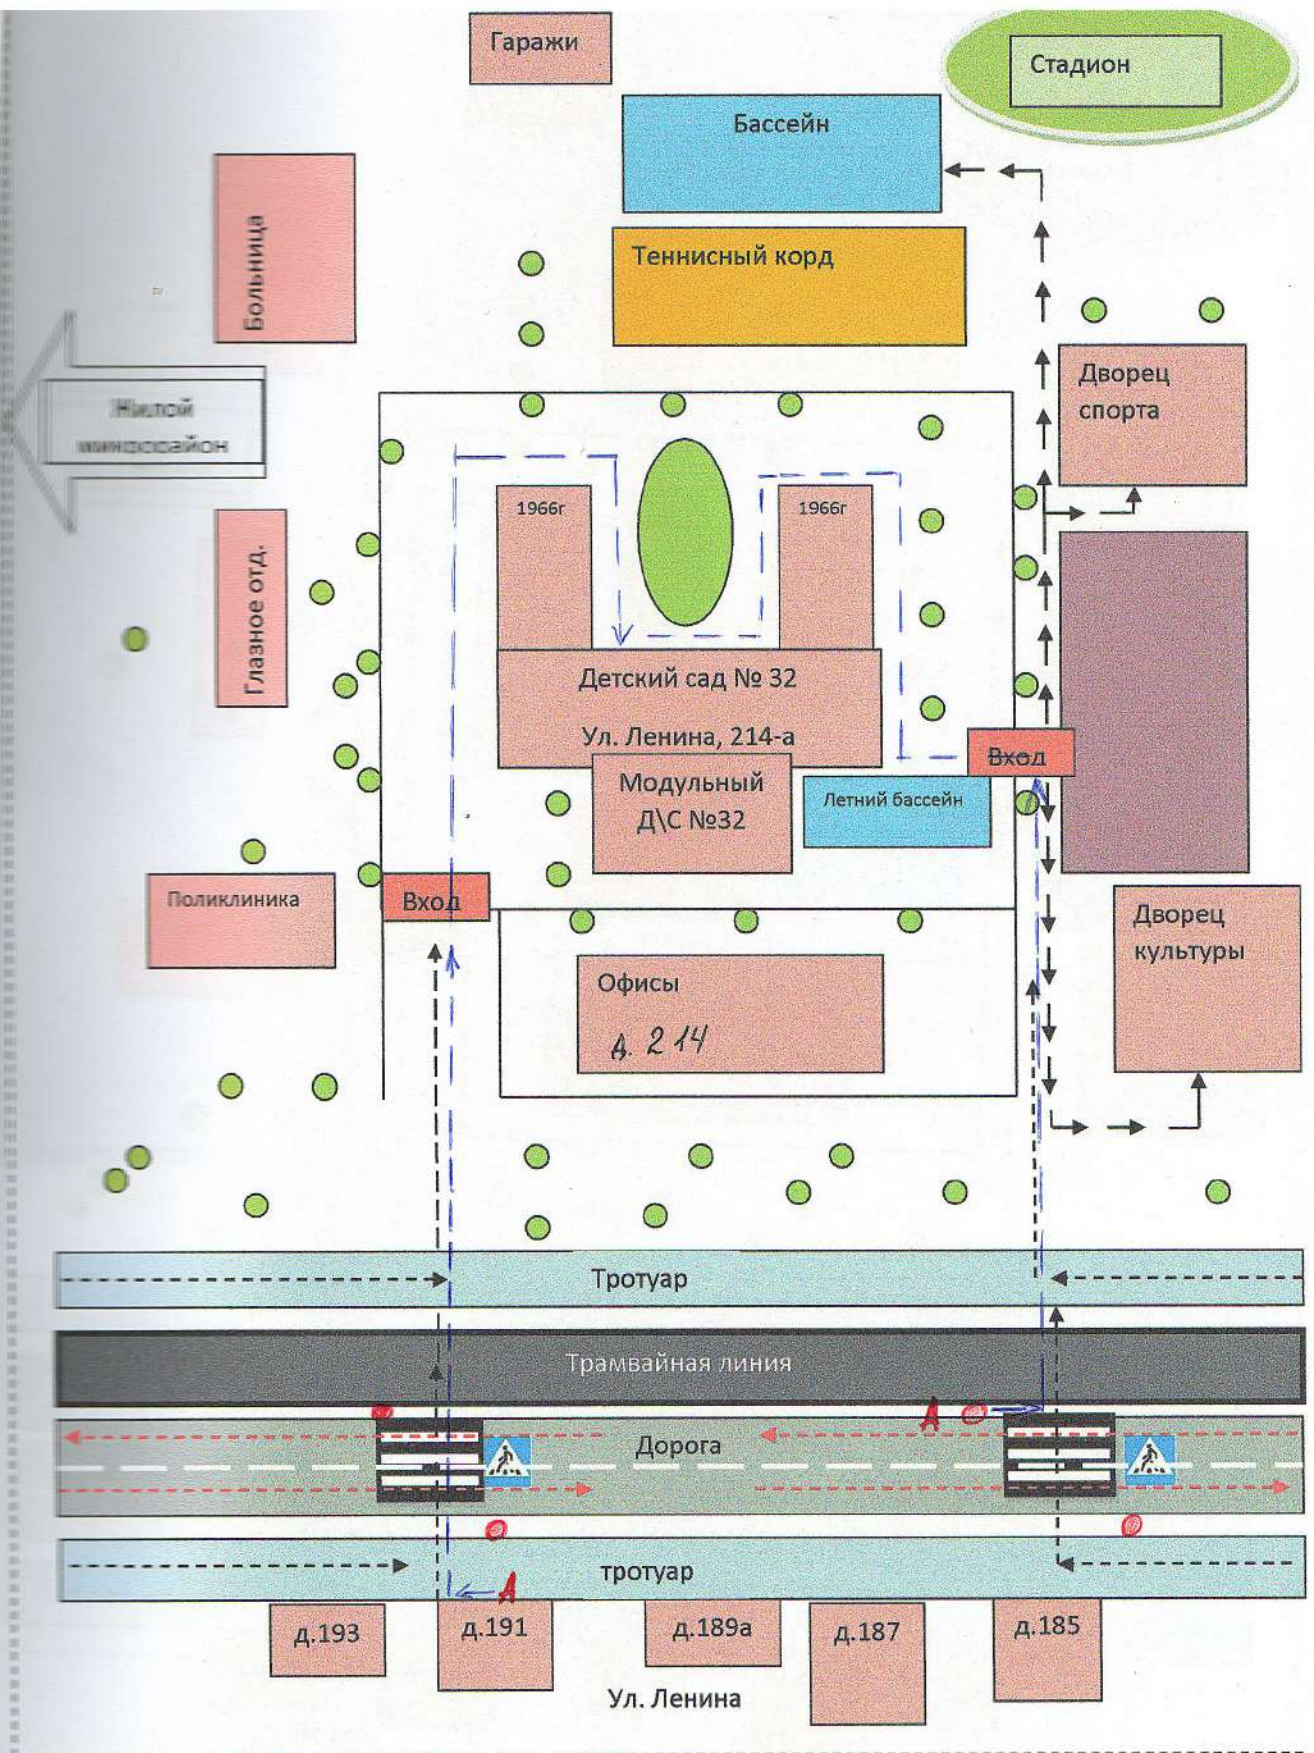 Гаражи
Стадион
Бассейн
Больница
Теннисный корд
Жилой
микрорайон
Дворец
спорта
1966г
1966г
Глазное отд.
Детский сад № 32
Ул. Ленина, 214-а
Вход
Модульный
Д\С №32
Летний бассейн
Поликлиника
Вход
Дворец
культуры
Офисы
д. 214
Тротуар
Трамвайная линия
А
Дорога
тротуар
А
д.193
д.191
д.189а
д.187
д.185
Ул. Ленина